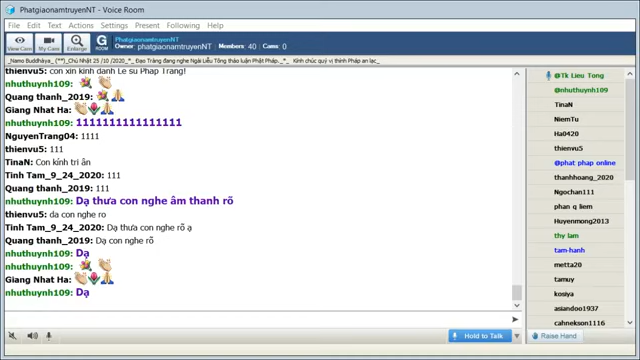 PhatgiaonamtruyenNT - Voice Room
File Edit Text Actions Settings Present Following Help
View Cam
My Cam
Enlarge
G ROOM
PhatgiaonamtruyenNT
Owner: phatgiaonamtruyenNT Members: 40 Cams: 0
_Namo Buddhāya_ (**) _Chủ Nhật 25 /10 /2020_*_ Đạo Tràng đang nghe Ngài Liễu Tông thảo luận Phật Pháp._*_ Kính chúc quý vị thính Pháp an lạc_
thienvu5: con xin kinh danh Le su Phap Trang!
nhuthuynh109:
Quang thanh_2019:
Giang Nhat Ha:
nhuthuynh109: 1111111111111111
NguyenTrang04: 1111
thienvu5: 111
TinaN: Con kính tri ân
Tinh Tam_9_24_2020: 111
Quang thanh_2019: 111
nhuthuynh109: Dạ thưa con nghe âm thanh rõ
thienvu5: da con nghe ro
Tinh Tam_9_24_2020: Dạ thưa con nghe rõ ạ
Quang thanh_2019: Dạ con nghe rõ
nhuthuynh109: Dạ
nhuthuynh109:
Giang Nhat Ha:
nhuthuynh109: Dạ
@Tk Lieu Tong
@nhuthuynh109
TinaN
NiemTu
Ha0420
thienvu5
@phat phap online
thanhhoang_2020
Ngochan111
phan q liem
Huyenmong2013
thy lam
tam-hanh
metta20
tamuy
kosiya
asiandoo1937
cahnekson1116
Hold to Talk
Raise Hand